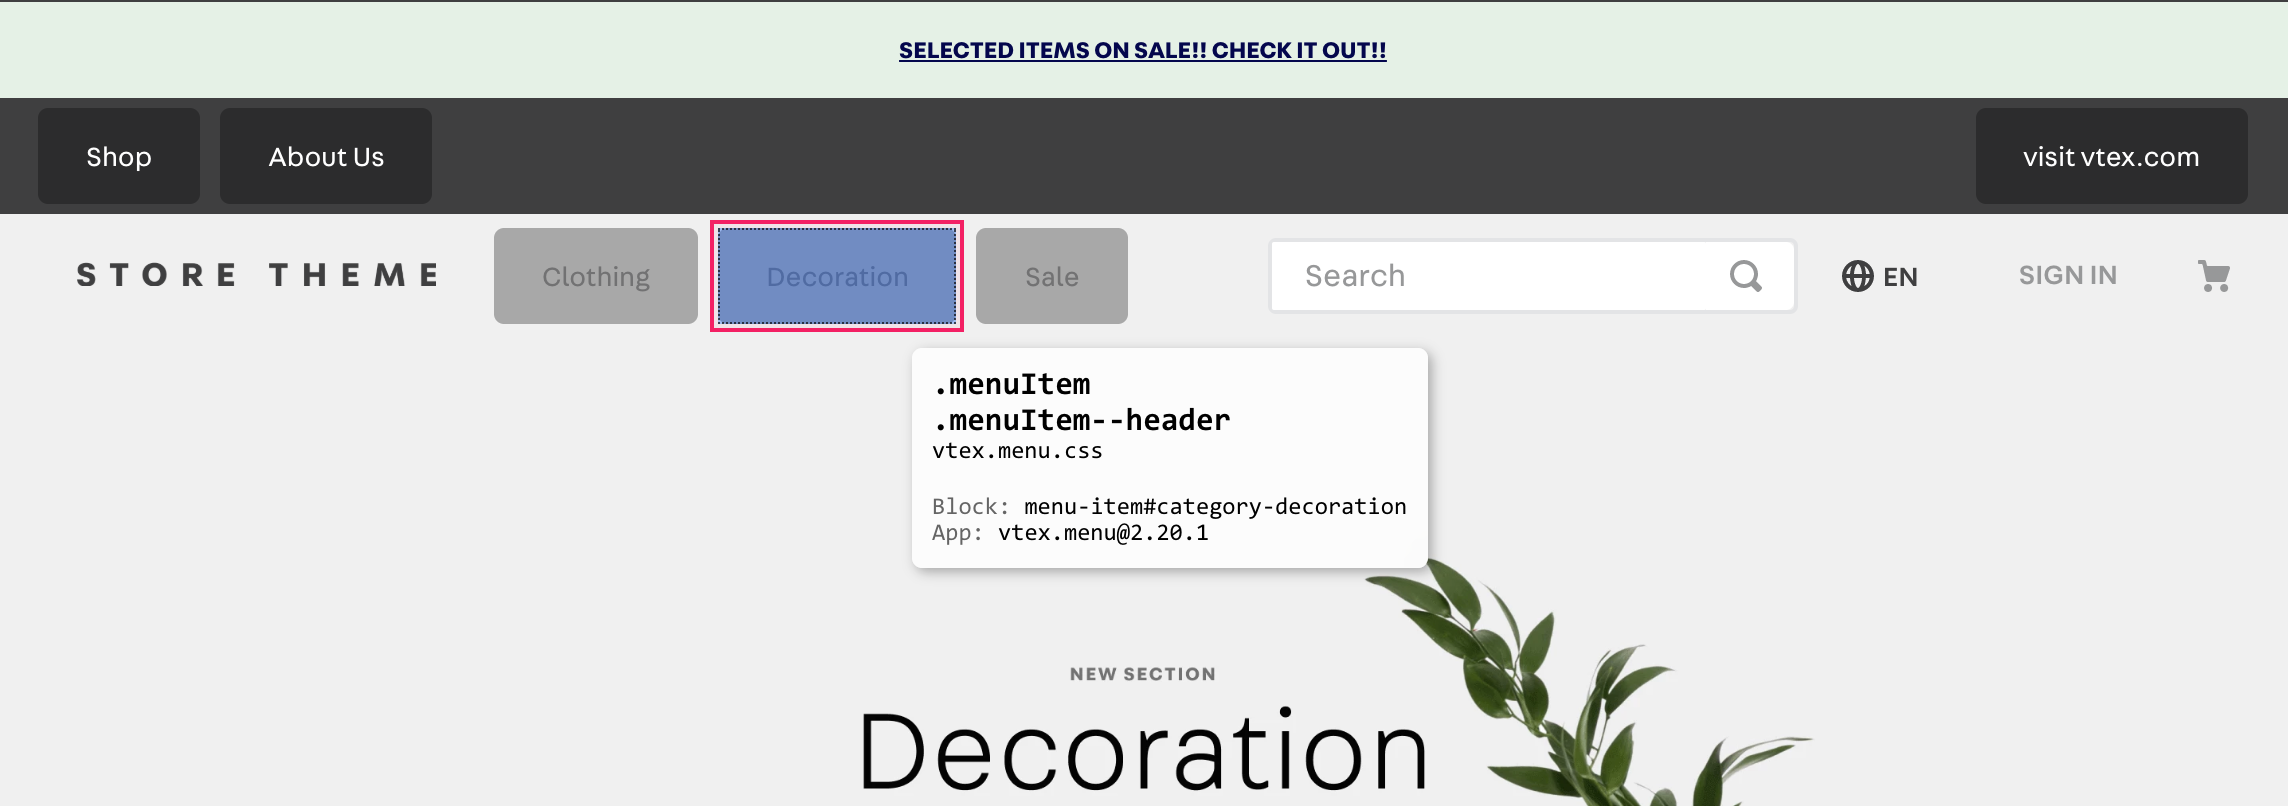 SELECTED ITEMS ON SALE!! CHECK IT OUT!!
Shop
About Us
visit vtex.com
STORE THEME
Clothing
Decoration
Sale
Search
EN
SIGN IN
.menuItem
.menuItem--header
vtex.menu.css
Block: menu-item#category-decoration
App: vtex.menu@2.20.1
NEW SECTION
Decoration